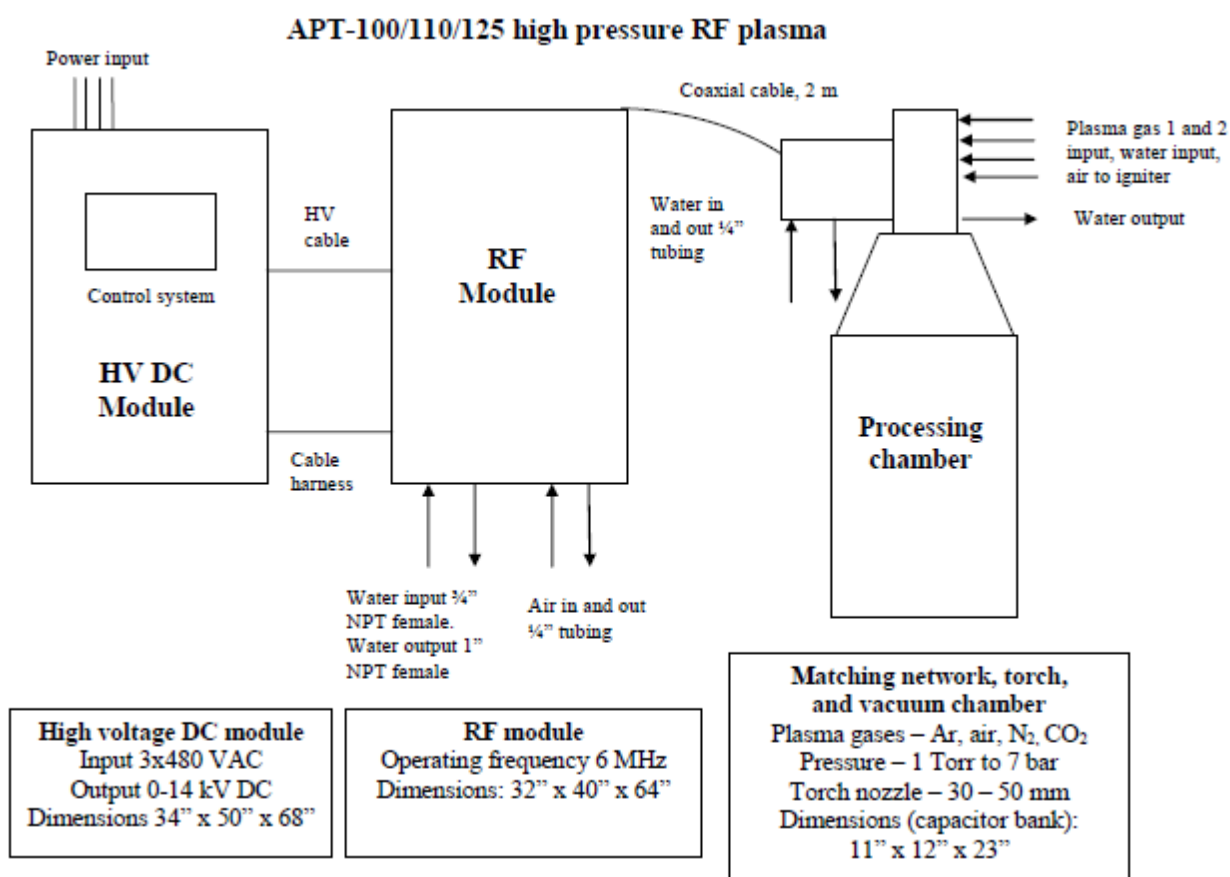 APT-100/110/125 high pressure RF plasma
Power input
Coaxial cable, 2 m
Plasma gas 1 and 2
input, water input,
air to igniter
Water output
Water in
and out ¼”
tubing
HV
cable
Control system
HV DC
Module
RF
Module
Cable
harness
Processing
chamber
Water input ¾”
NPT female.
Water output 1”
NPT female
Air in and out
¼” tubing
High voltage DC module
Input 3x480 VAC
Output 0-14 kV DC
Dimensions 34” x 50” x 68”
RF module
Operating frequency 6 MHz
Dimensions: 32” x 40” x 64”
Matching network, torch,
and vacuum chamber
Plasma gases – Ar, air, N₂, CO₂
Pressure – 1 Torr to 7 bar
Torch nozzle – 30 – 50 mm
Dimensions (capacitor bank):
11” x 12” x 23”